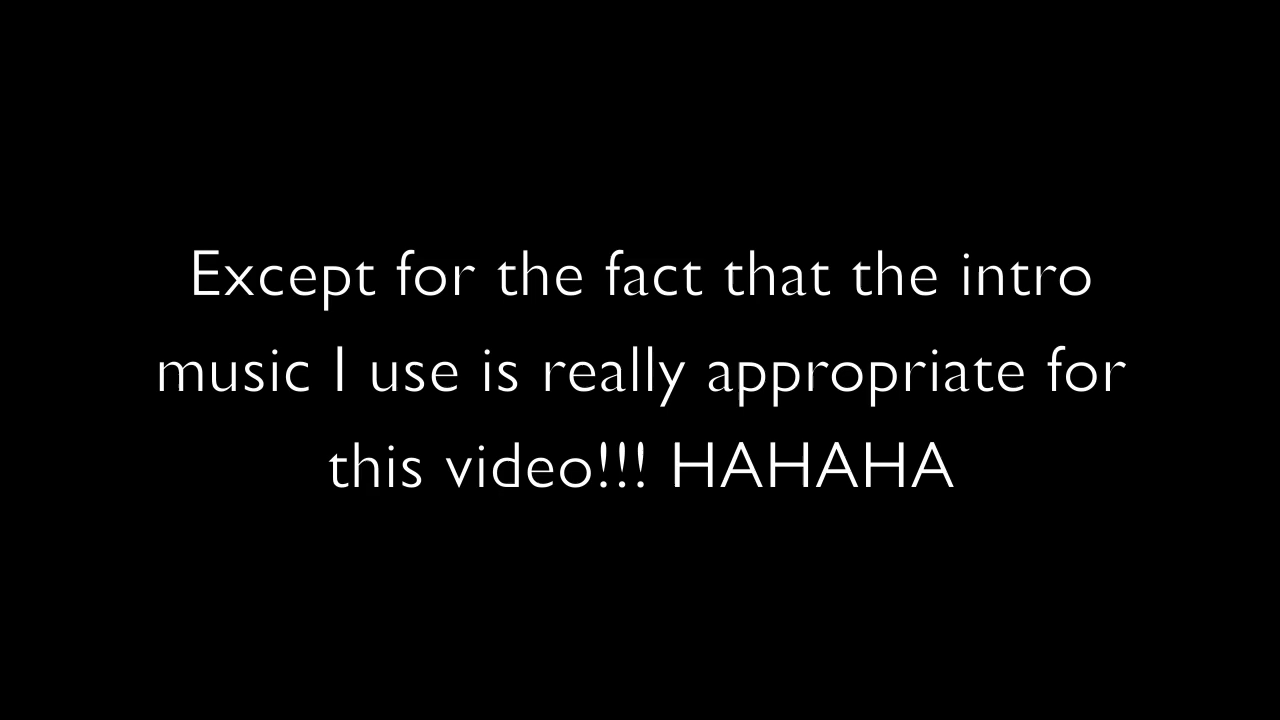 Except for the fact that the intro
music I use is really appropriate for
this video!!! HAHAHA